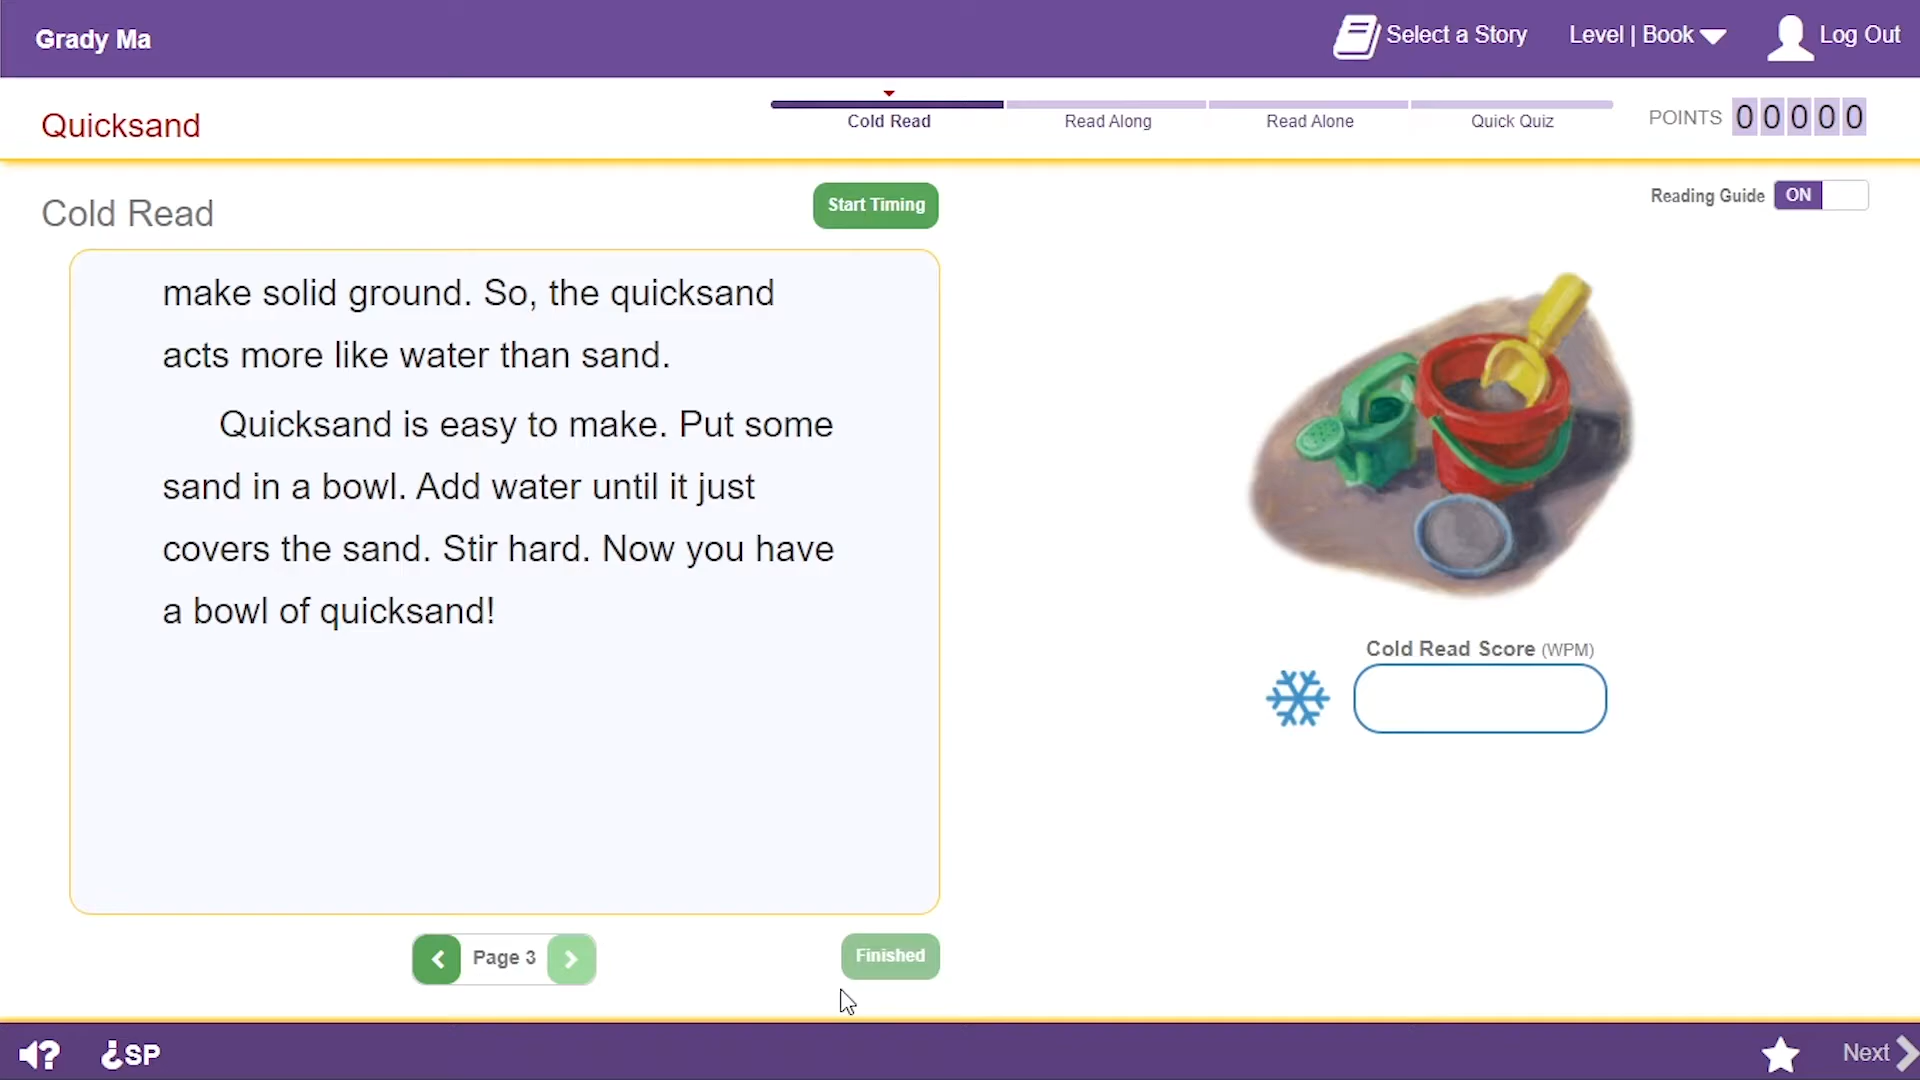 Grady Ma
Select a Story
Level | Book
Log Out
Quicksand
Cold Read
Read Along
Read Alone
Quick Quiz
POINTS 00000
Cold Read
Start Timing
Reading Guide ON
make solid ground. So, the quicksand
acts more like water than sand.
Quicksand is easy to make. Put some
sand in a bowl. Add water until it just
covers the sand. Stir hard. Now you have
a bowl of quicksand!
Cold Read Score (WPM)
Page 3
Finished
?
¿SP
Next